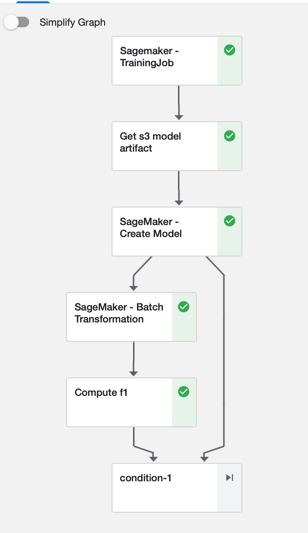 Simplify Graph
Sagemaker -
TrainingJob
Get s3 model
artifact
SageMaker -
Create Model
SageMaker - Batch
Transformation
Compute f1
condition-1